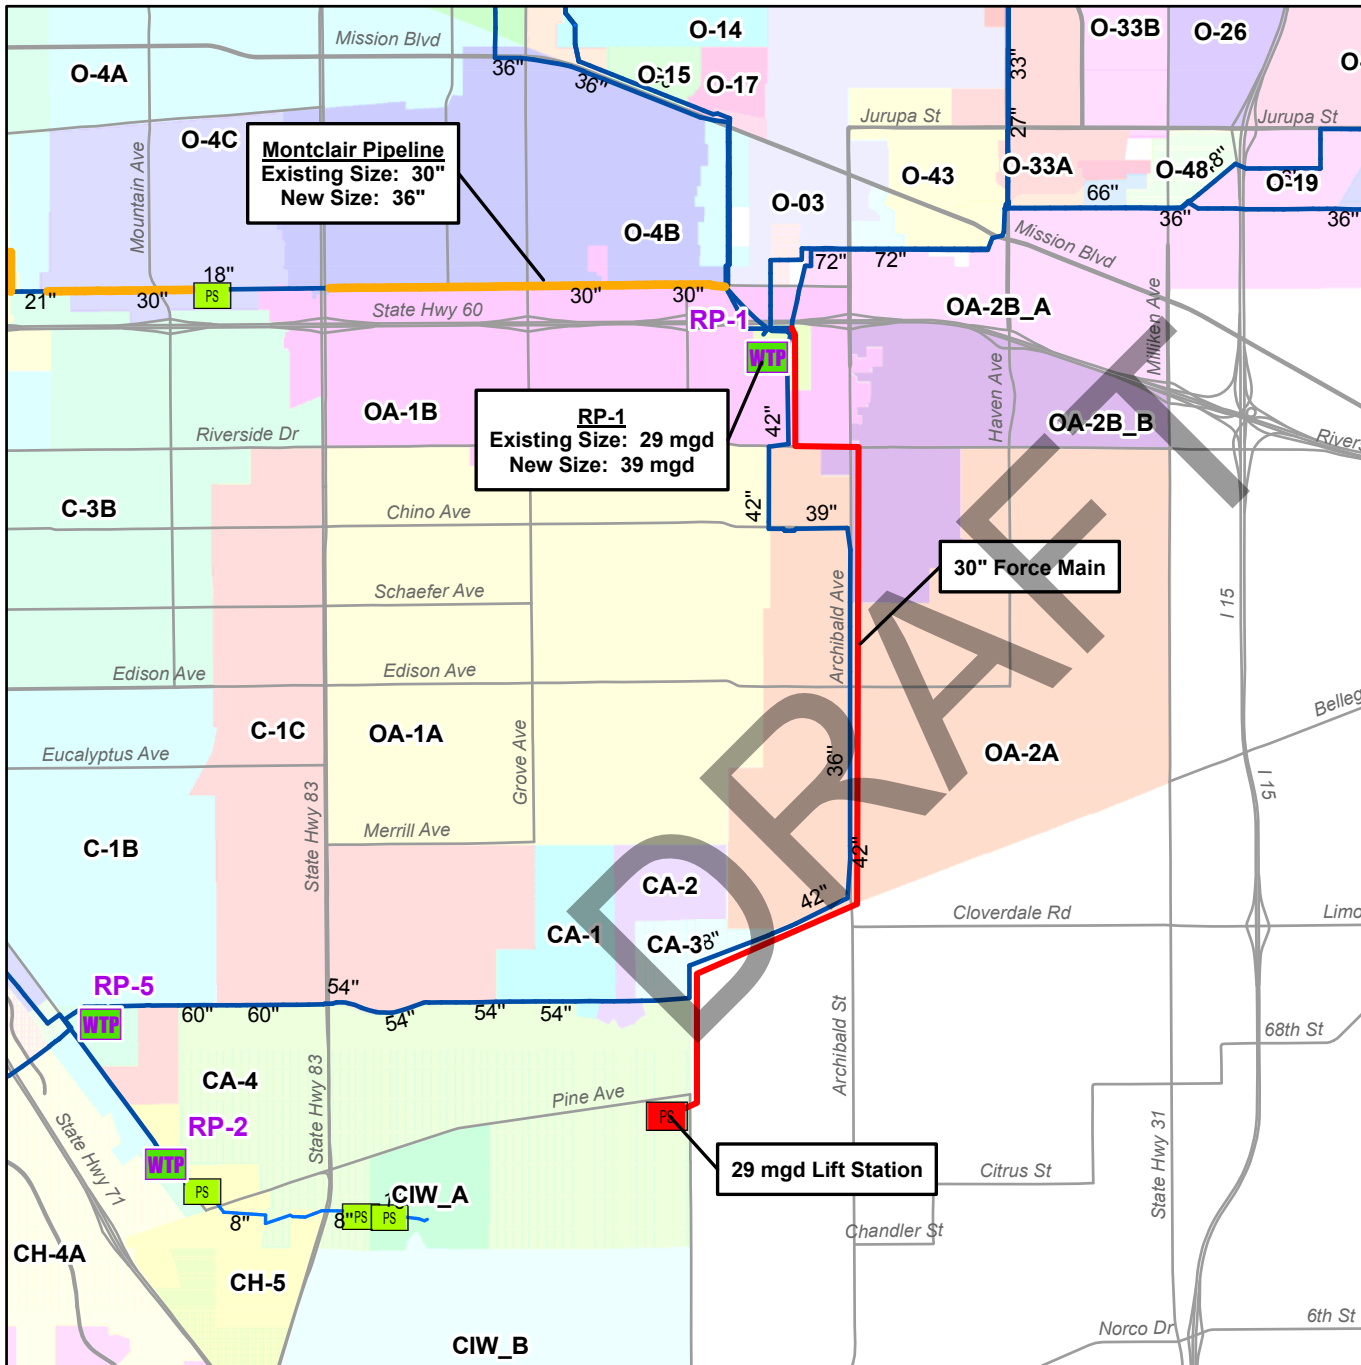 Mission Blvd
O-14
O-33B
O-26
O-4A
36"
36"
O-15
O-17
33"
27"
Jurupa St
Jurupa St
O-4C
Mountain Ave
Montclair Pipeline
Existing Size: 30"
New Size: 36"
O-43
O-33A
O-48
O-19
66"
36"
36"
O-03
O-4B
72"
72"
Mission Blvd
18"
PS
21"
30"
30"
30"
State Hwy 60
RP-1
WTP
OA-2B_A
Milliken Ave
Haven Ave
OA-1B
RP-1
Existing Size: 29 mgd
New Size: 39 mgd
42"
OA-2B_B
Riverside Dr
C-3B
Chino Ave
42"
39"
30" Force Main
Schaefer Ave
Archibald Ave
I 15
Edison Ave
Edison Ave
C-1C
OA-1A
OA-2A
Eucalyptus Ave
Grove Ave
36"
I 15
State Hwy 83
Merrill Ave
C-1B
42"
CA-2
42"
Cloverdale Rd
CA-1
CA-3
8"
DRAFT
RP-5
WTP
54"
60"
60"
54"
54"
54"
68th St
CA-4
State Hwy 83
Archibald St
Pine Ave
PS
State Hwy 71
RP-2
WTP
PS
29 mgd Lift Station
Citrus St
State Hwy 31
CIW_A
8"
8"
PS
PS
Chandler St
CH-4A
CH-5
CIW_B
Norco Dr
6th St